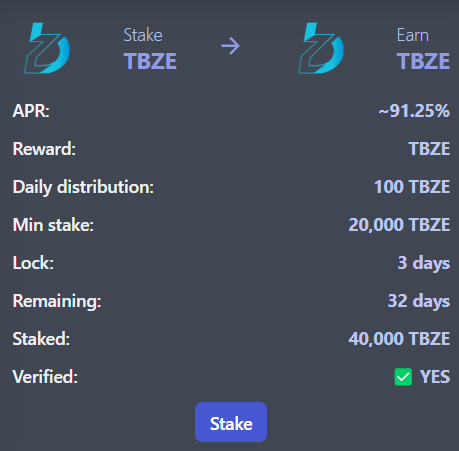 Stake
TBZE
→
Earn
TBZE
APR: ~91.25%
Reward: TBZE
Daily distribution: 100 TBZE
Min stake: 20,000 TBZE
Lock: 3 days
Remaining: 32 days
Staked: 40,000 TBZE
Verified: ✅ YES
Stake